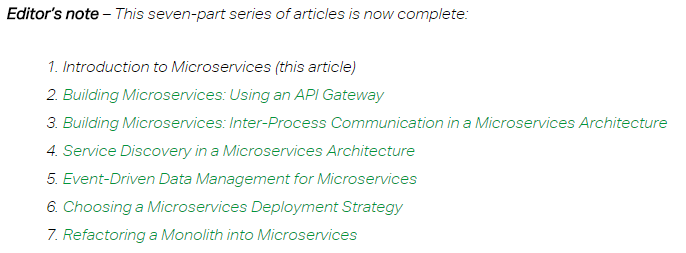 Editor's note – This seven-part series of articles is now complete:
1. Introduction to Microservices (this article)
2. Building Microservices: Using an API Gateway
3. Building Microservices: Inter-Process Communication in a Microservices Architecture
4. Service Discovery in a Microservices Architecture
5. Event-Driven Data Management for Microservices
6. Choosing a Microservices Deployment Strategy
7. Refactoring a Monolith into Microservices